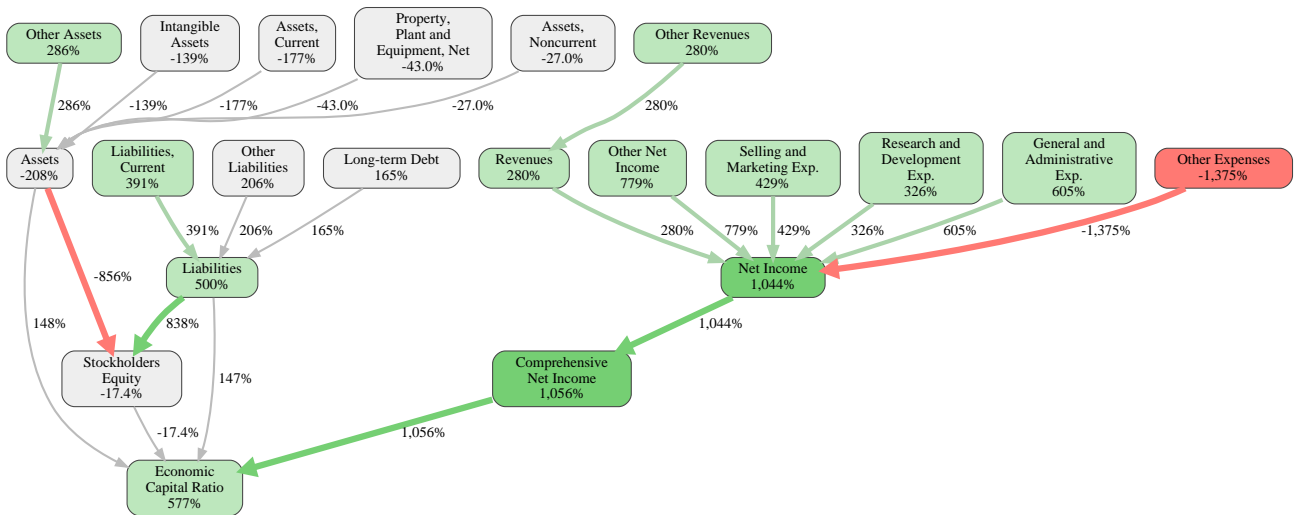 Other Assets
286%
Intangible
Assets
-139%
Assets,
Current
-177%
Property,
Plant and
Equipment, Net
-43.0%
Assets,
Noncurrent
-27.0%
Other Revenues
280%
286%
-139%
-177%
-43.0%
-27.0%
280%
Assets
-208%
Liabilities,
Current
391%
Other
Liabilities
206%
Long-term Debt
165%
Revenues
280%
Other Net
Income
779%
Selling and
Marketing Exp.
429%
Research and
Development
Exp.
326%
General and
Administrative
Exp.
605%
Other Expenses
-1,375%
391%
206%
165%
280%
779%
429%
326%
605%
-1,375%
Liabilities
500%
Net Income
1,044%
-856%
148%
838%
1,044%
Stockholders
Equity
-17.4%
147%
Comprehensive
Net Income
1,056%
-17.4%
1,056%
Economic
Capital Ratio
577%